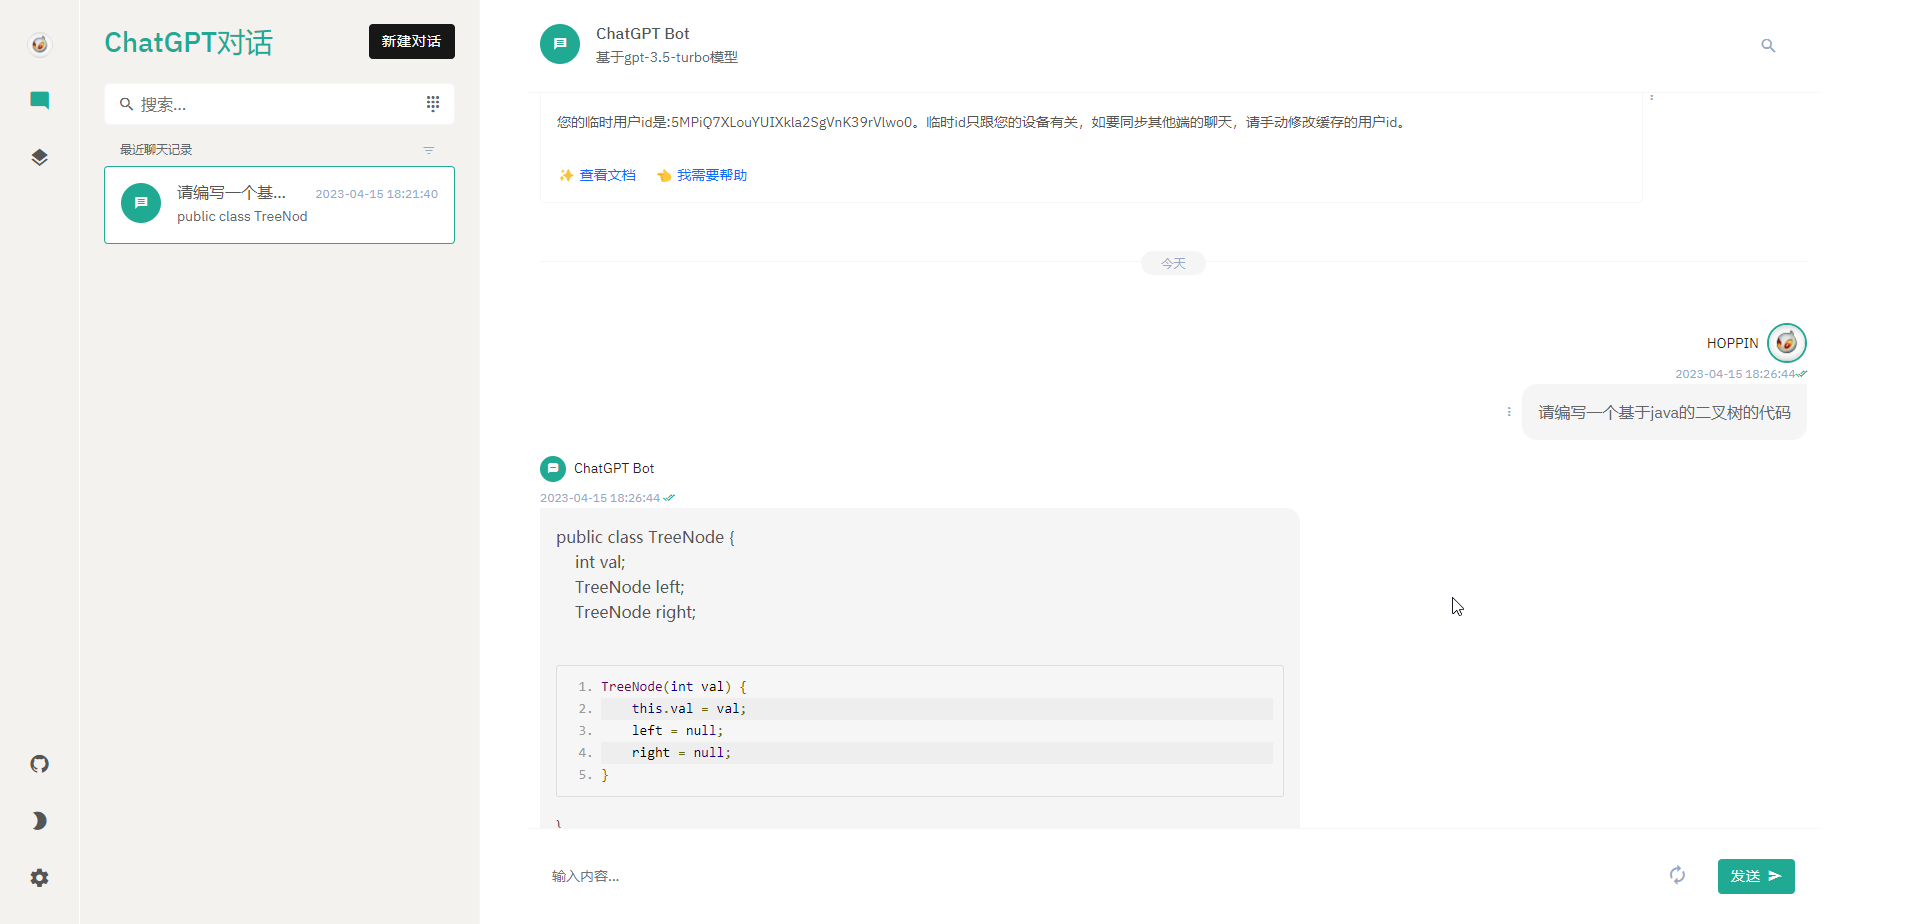 ChatGPT对话
新建对话
搜索...
最近聊天记录
请编写一个基...
2023-04-15 18:21:40
public class TreeNod
ChatGPT Bot
基于gpt-3.5-turbo模型
您的临时用户id是:5MPiQ7XLouYUIXkla2SgVnK39rVlwo0。临时id只跟您的设备有关，如要同步其他端的聊天，请手动修改缓存的用户id。
✨ 查看文档 👈 我需要帮助
今天
HOPPIN
2023-04-15 18:26:44
请编写一个基于java的二叉树的代码
ChatGPT Bot
2023-04-15 18:26:44
public class TreeNode {
int val;
TreeNode left;
TreeNode right;
1. TreeNode(int val) {
2. this.val = val;
3. left = null;
4. right = null;
5. }
}
输入内容...
发送